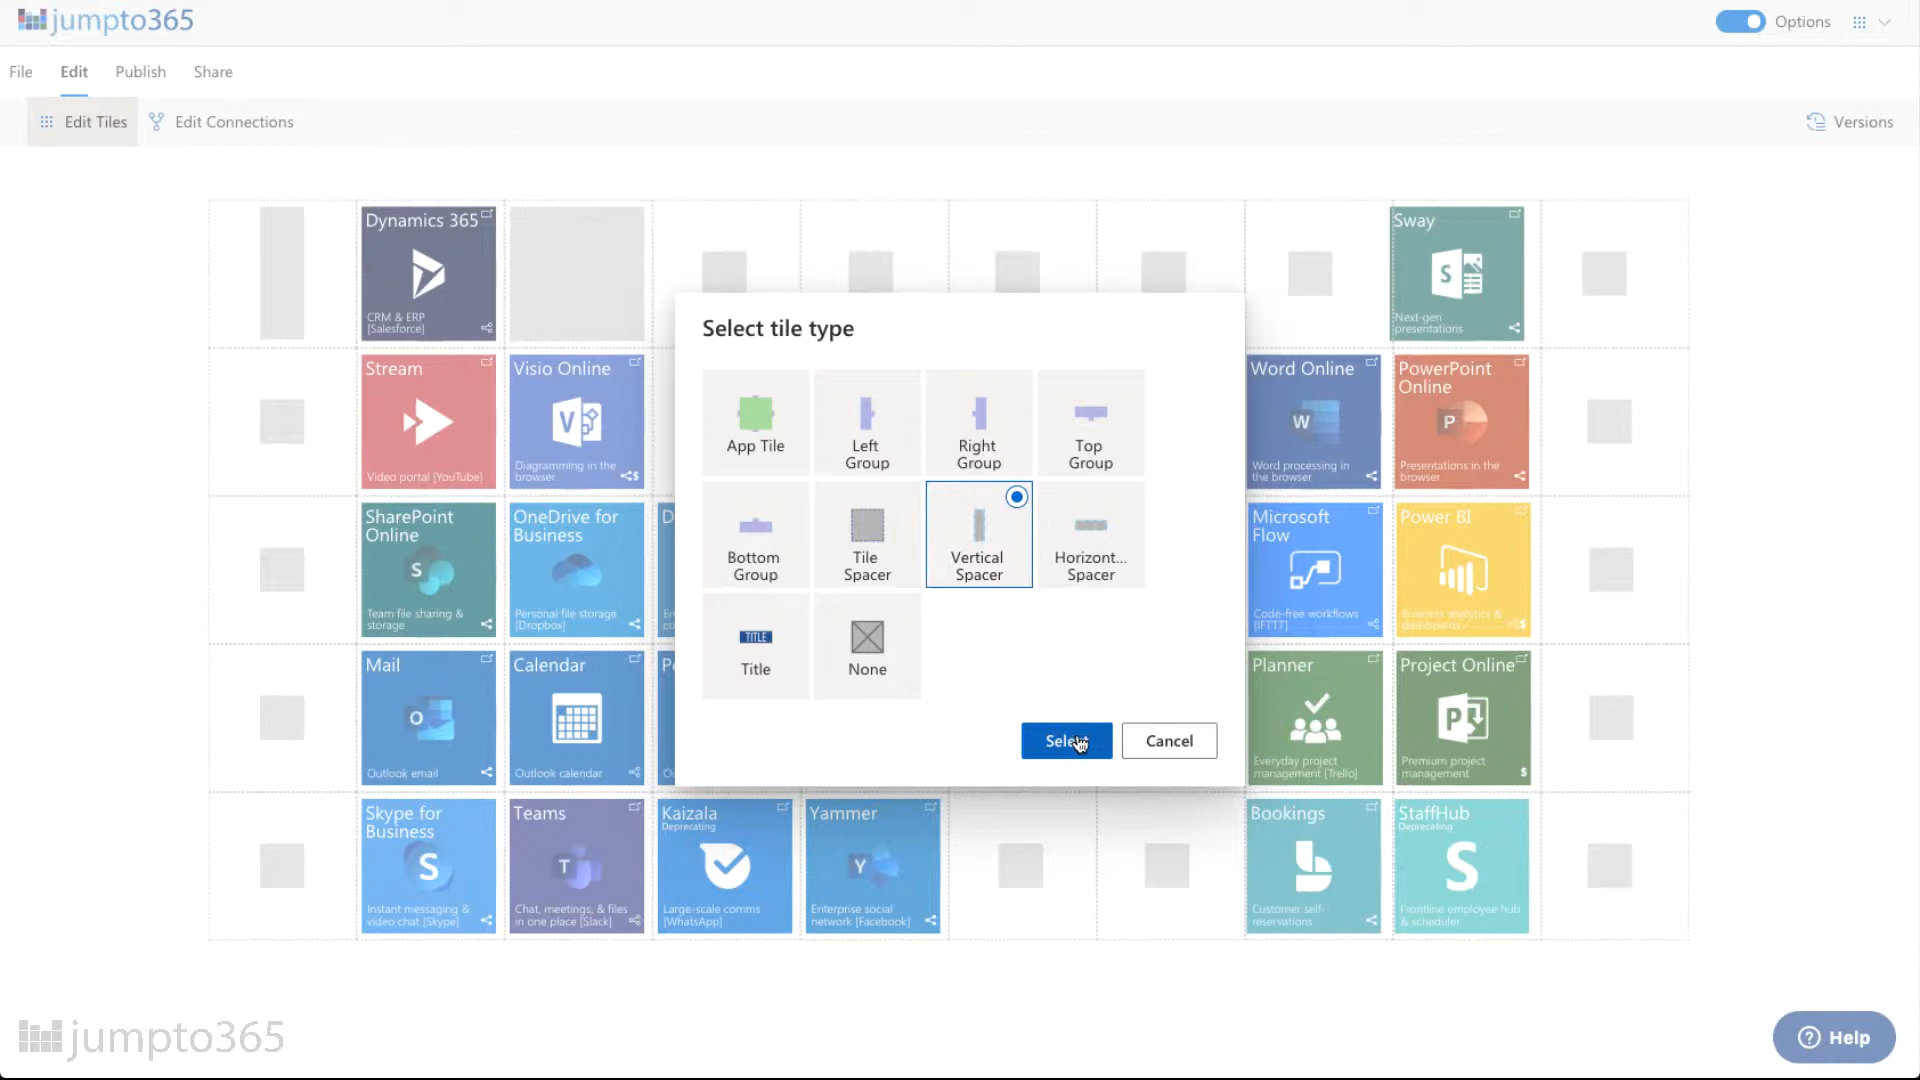 jumpto365
Options
File
Edit
Publish
Share
Edit Tiles
Edit Connections
Versions
Dynamics 365
CRM & ERP
[Salesforce]
Sway
Next-gen
presentations
Stream
Video portal [YouTube]
Visio Online
Diagramming in the
browser
$
Word Online
Word processing in
the browser
PowerPoint
Online
Presentations in the
browser
SharePoint
Online
Team file sharing &
storage
OneDrive for
Business
Personal file storage
[Dropbox]
Microsoft
Flow
Code-free workflows
[IFTTT]
Power BI
Business analytics &
dashboards
$
Mail
Outlook email
Calendar
Outlook calendar
Planner
Everyday project
management [Trello]
Project Online
Premium project
management
$
Skype for
Business
Instant messaging &
video chat [Skype]
Teams
Chat, meetings, & files
in one place [Slack]
Kaizala
Deprecating
Large-scale comms
[WhatsApp]
Yammer
Enterprise social
network [Facebook]
Bookings
Customer self-
reservations
StaffHub
Deprecating
Frontline employee hub
& scheduler
Select tile type
App Tile
Left
Group
Right
Group
Top
Group
Bottom
Group
Tile
Spacer
Vertical
Spacer
Horizont...
Spacer
TITLE
Title
None
Select
Cancel
jumpto365
Help